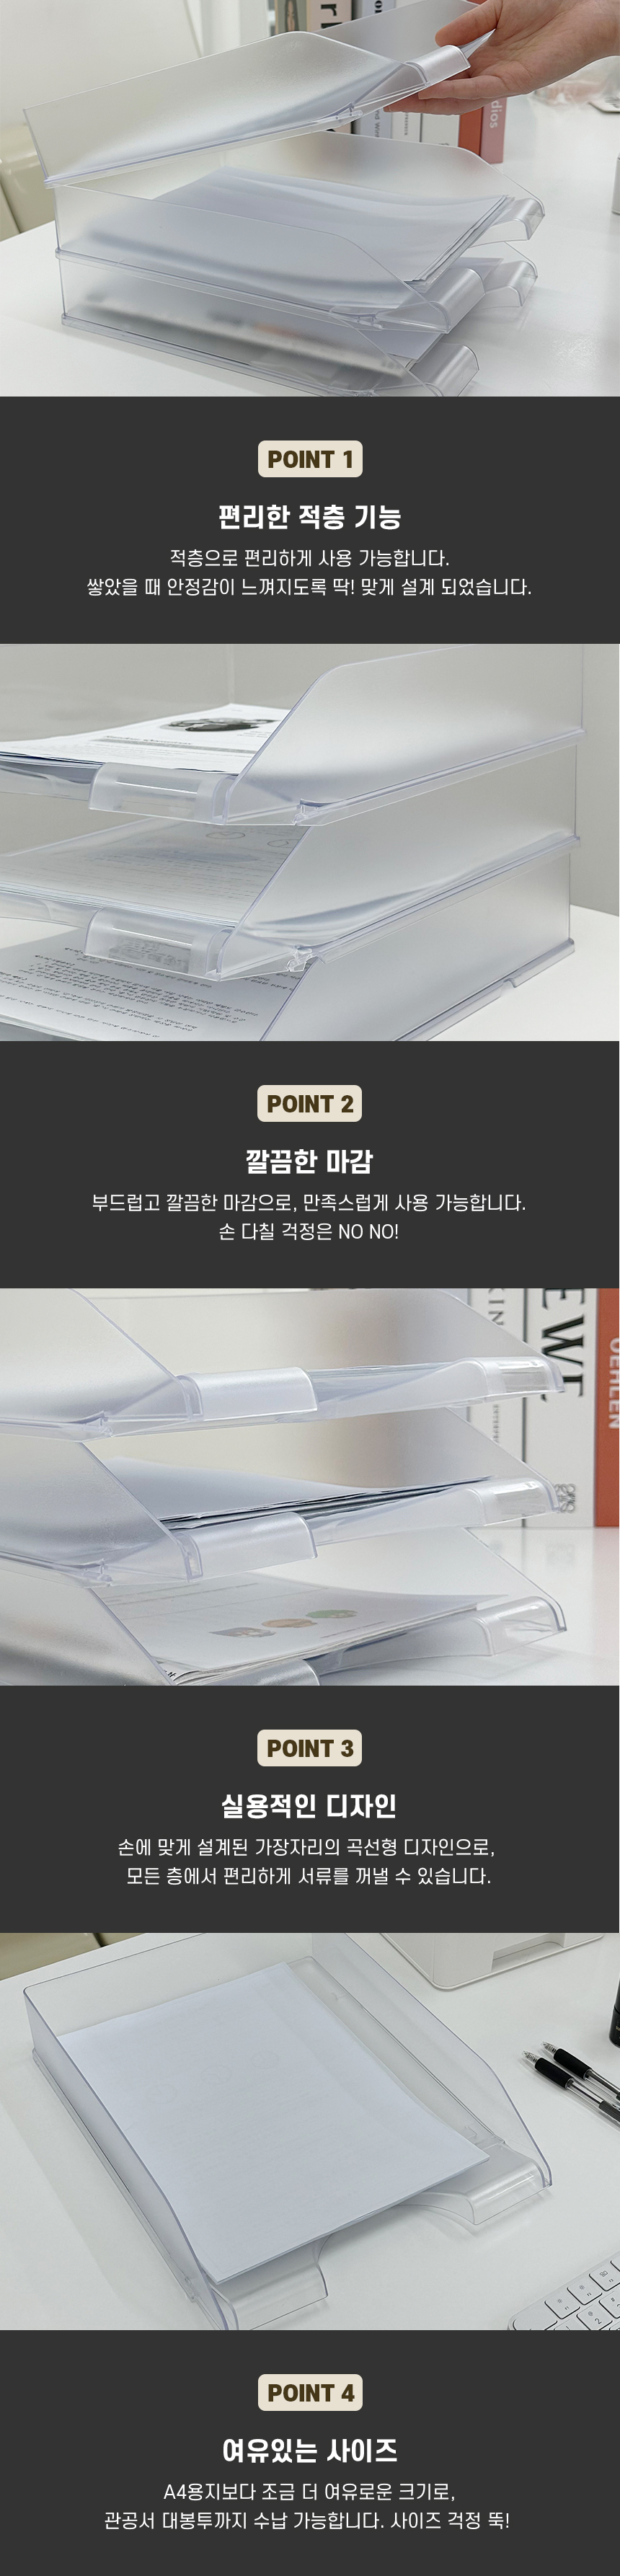 dios
POINT 1
편리한 적층 기능
적층으로 편리하게 사용 가능합니다.
쌓았을 때 안정감이 느껴지도록 딱! 맞게 설계 되었습니다.
POINT 2
깔끔한 마감
부드럽고 깔끔한 마감으로, 만족스럽게 사용 가능합니다.
손 다칠 걱정은 NO NO!
OEHLEN
POINT 3
실용적인 디자인
손에 맞게 설계된 가장자리의 곡선형 디자인으로,
모든 층에서 편리하게 서류를 꺼낼 수 있습니다.
POINT 4
여유있는 사이즈
A4용지보다 조금 더 여유로운 크기로,
관공서 대봉투까지 수납 가능합니다. 사이즈 걱정 뚝!